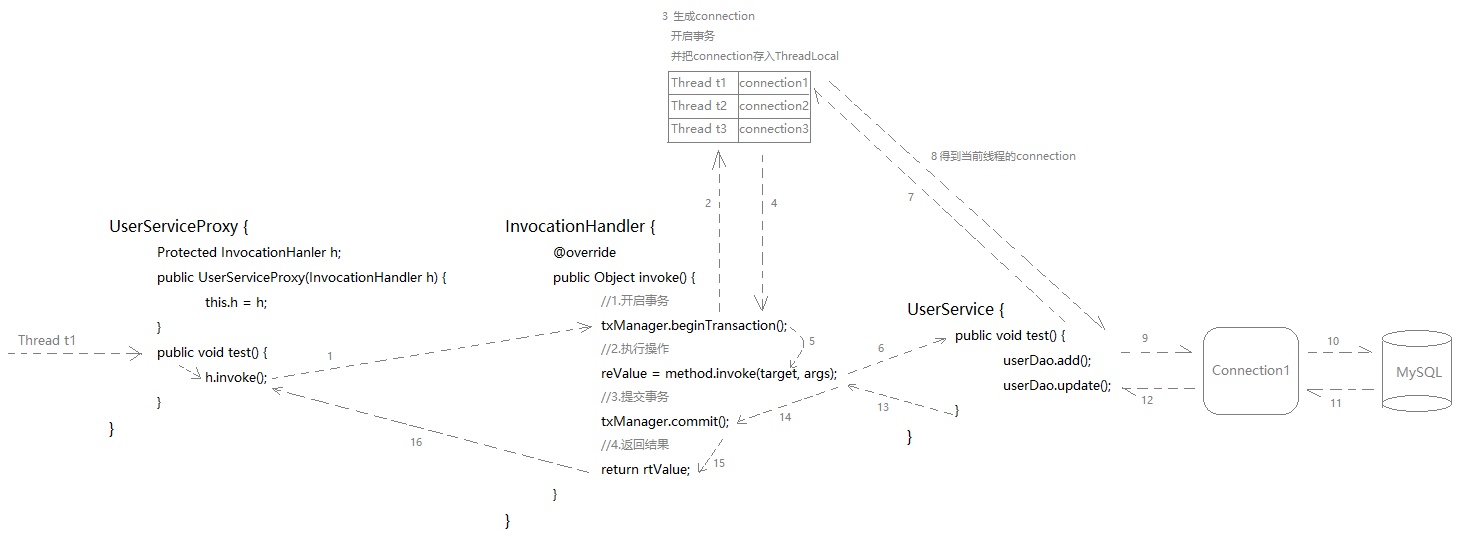 3 生成connection
开启事务
并把connection存入ThreadLocal
Thread t1 connection1
Thread t2 connection2
Thread t3 connection3
8 得到当前线程的connection
7
2
4
UserServiceProxy {
Protected InvocationHanler h;
public UserServiceProxy(InvocationHandler h) {
this.h = h;
}
Thread t1
public void test() {
h.invoke();
}
}
1
16
InvocationHandler {
@override
public Object invoke() {
//1.开启事务
txManager.beginTransaction();
//2.执行操作
reValue = method.invoke(target, args);
//3.提交事务
txManager.commit();
//4.返回结果
return rtValue;
}
}
5
6
13
14
15
UserService {
public void test() {
userDao.add();
userDao.update();
}
}
9
12
Connection1
10
11
MySQL